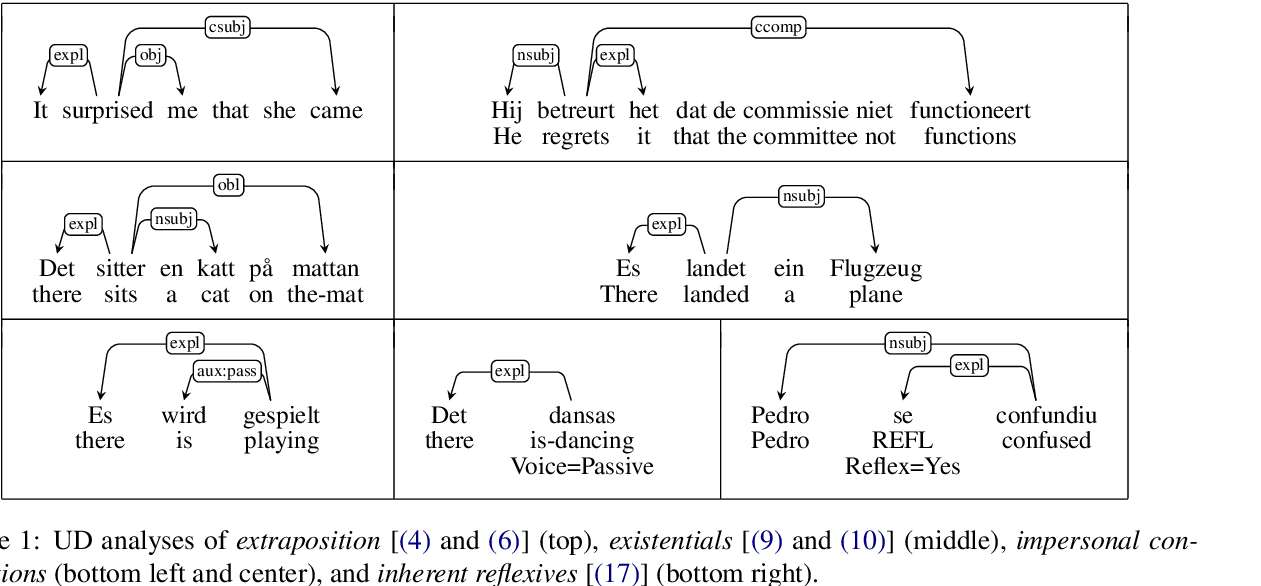 csubj
expl obj
It surprised me that she came
ccomp
nsubj expl
Hij betreurt het dat de commissie niet functioneert
He regrets it that the committee not functions
obl
expl nsubj
Det sitter en katt på mattan
there sits a cat on the-mat
nsubj
expl
Es landet ein Flugzeug
There landed a plane
expl
aux:pass
Es wird gespielt
there is playing
expl
Det dansas
there is-dancing
Voice=Passive
nsubj
expl
Pedro se confundiu
Pedro REFL confused
Reflex=Yes
e 1: UD analyses of extraposition [(4) and (6)] (top), existentials [(9) and (10)] (middle), impersonal con-
tions (bottom left and center), and inherent reflexives [(17)] (bottom right).